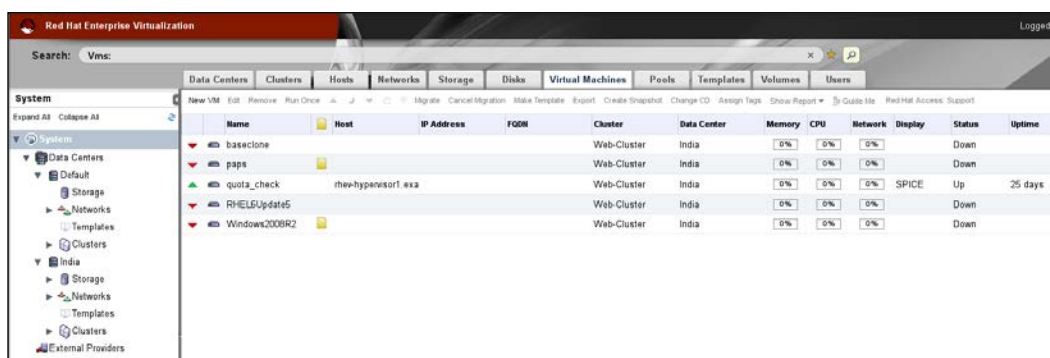 Red Hat Enterprise Virtualization
Logged
Search: Vms:
Data Centers Clusters Hosts Networks Storage Disks Virtual Machines Pools Templates Volumes Users
System
New VM Edit Remove Run Once Migrate Cancel Migration Make Template Export Create Snapshot Change CD Assign Tags Show Report Guide Me Red Hat Access: Support
Expand All Collapse All
Name Host IP Address FQDN Cluster Data Center Memory CPU Network Display Status Uptime
System
baseclone Web-Cluster India 0% 0% 0% Down
Data Centers
paps Web-Cluster India 0% 0% 0% Down
Default
quota_check rhev-hypervisor1.exa Web-Cluster India 0% 0% 0% SPICE Up 25 days
Storage
RHEL6Update5 Web-Cluster India 0% 0% 0% Down
Networks
Windows2008R2 Web-Cluster India 0% 0% 0% Down
Templates
Clusters
India
Storage
Networks
Templates
Clusters
External Providers